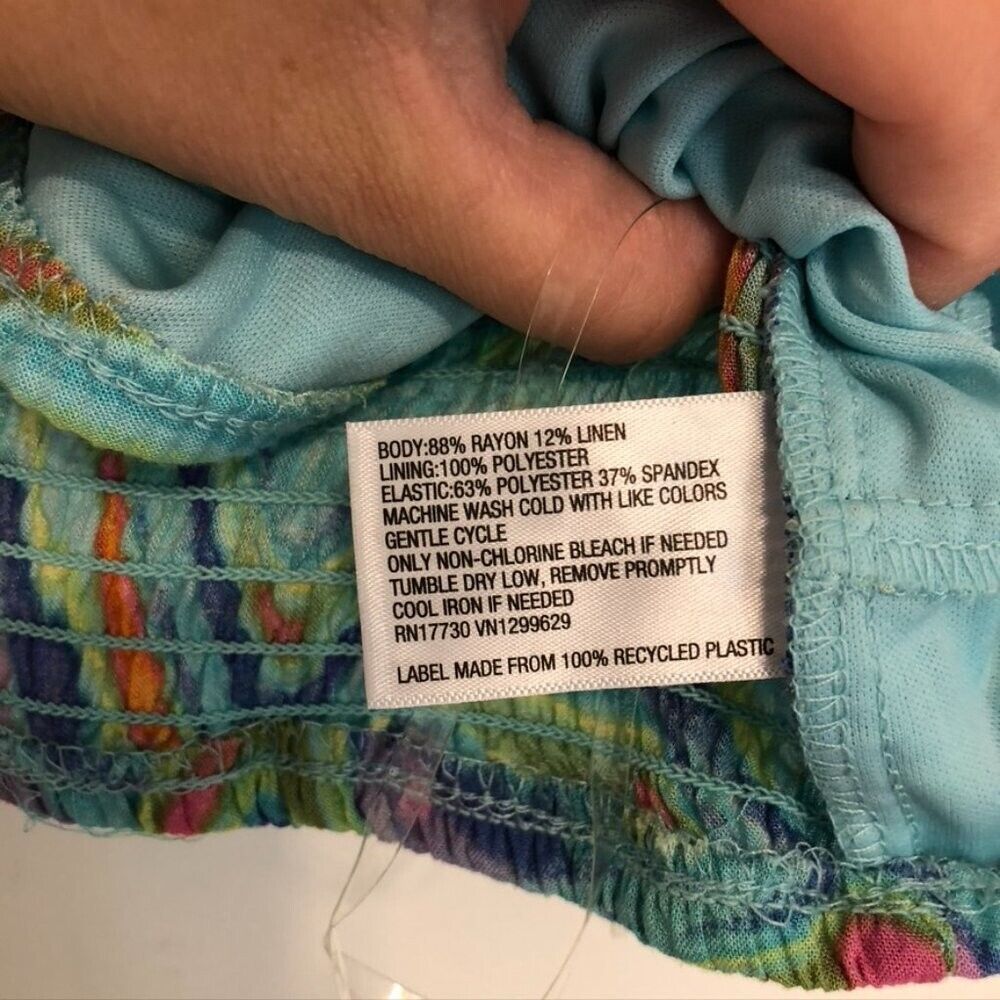 BODY:88% RAYON 12% LINEN
LINING:100% POLYESTER
ELASTIC:63% POLYESTER 37% SPANDEX
MACHINE WASH COLD WITH LIKE COLORS
GENTLE CYCLE
ONLY NON-CHLORINE BLEACH IF NEEDED
TUMBLE DRY LOW, REMOVE PROMPTLY
COOL IRON IF NEEDED
RN17730 VN1299629
LABEL MADE FROM 100% RECYCLED PLASTIC